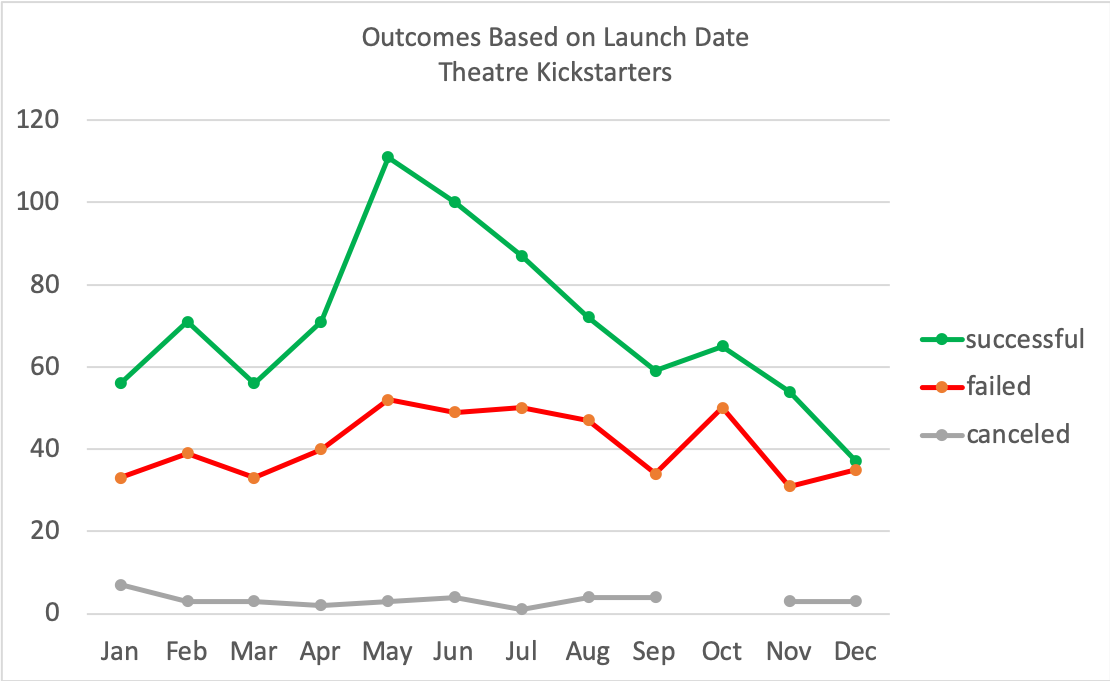 Outcomes Based on Launch Date
Theatre Kickstarters
120
100
80
60
40
20
0
Jan Feb Mar Apr May Jun Jul Aug Sep Oct Nov Dec
successful
failed
canceled